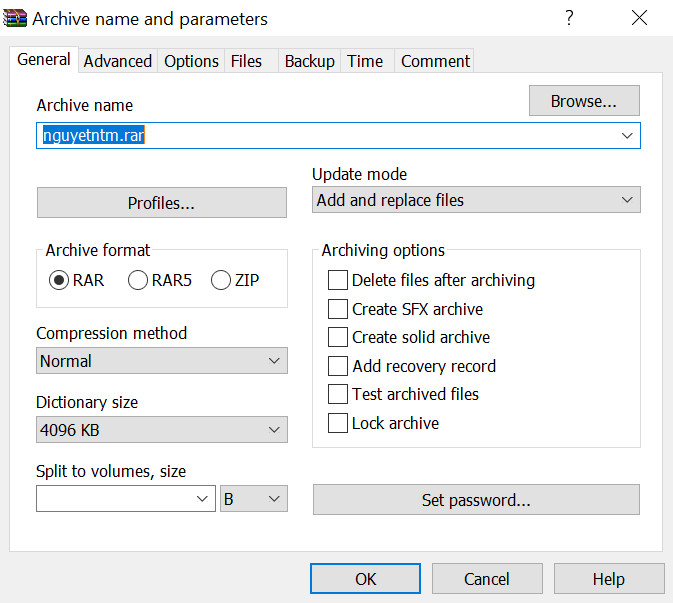 Archive name and parameters
General Advanced Options Files Backup Time Comment
Archive name
Browse...
nguyetntm.rar
Update mode
Profiles...
Add and replace files
Archive format
RAR RAR5 ZIP
Archiving options
Delete files after archiving
Create SFX archive
Create solid archive
Add recovery record
Test archived files
Lock archive
Compression method
Normal
Dictionary size
4096 KB
Split to volumes, size
B
Set password...
OK Cancel Help